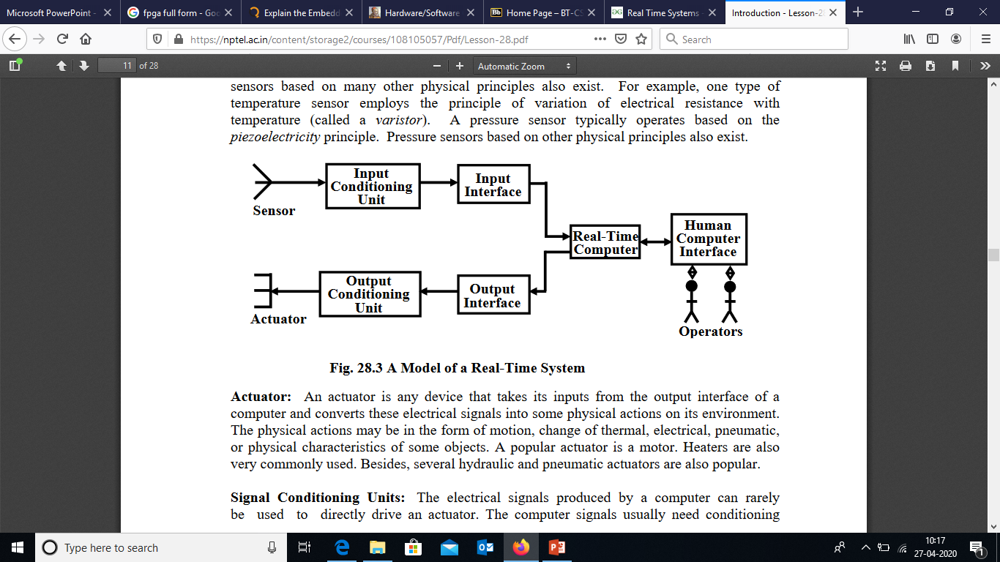 Microsoft PowerPoint -
fpga full form - Goo
Explain the Embedd
Hardware/Software
Bb Home Page – BT-CS
Real Time Systems -
Introduction - Lesson-28
https://nptel.ac.in/content/storage2/courses/108105057/Pdf/Lesson-28.pdf
Search
11 of 28
Automatic Zoom
sensors based on many other physical principles also exist. For example, one type of
temperature sensor employs the principle of variation of electrical resistance with
temperature (called a varistor). A pressure sensor typically operates based on the
piezoelectricity principle. Pressure sensors based on other physical principles also exist.
Sensor
Input
Conditioning
Unit
Input
Interface
Real-Time
Computer
Human
Computer
Interface
Operators
Actuator
Output
Conditioning
Unit
Output
Interface
Fig. 28.3 A Model of a Real-Time System
Actuator: An actuator is any device that takes its inputs from the output interface of a
computer and converts these electrical signals into some physical actions on its environment.
The physical actions may be in the form of motion, change of thermal, electrical, pneumatic,
or physical characteristics of some objects. A popular actuator is a motor. Heaters are also
very commonly used. Besides, several hydraulic and pneumatic actuators are also popular.
Signal Conditioning Units: The electrical signals produced by a computer can rarely
be used to directly drive an actuator. The computer signals usually need conditioning
Type here to search
10:17
27-04-2020
1